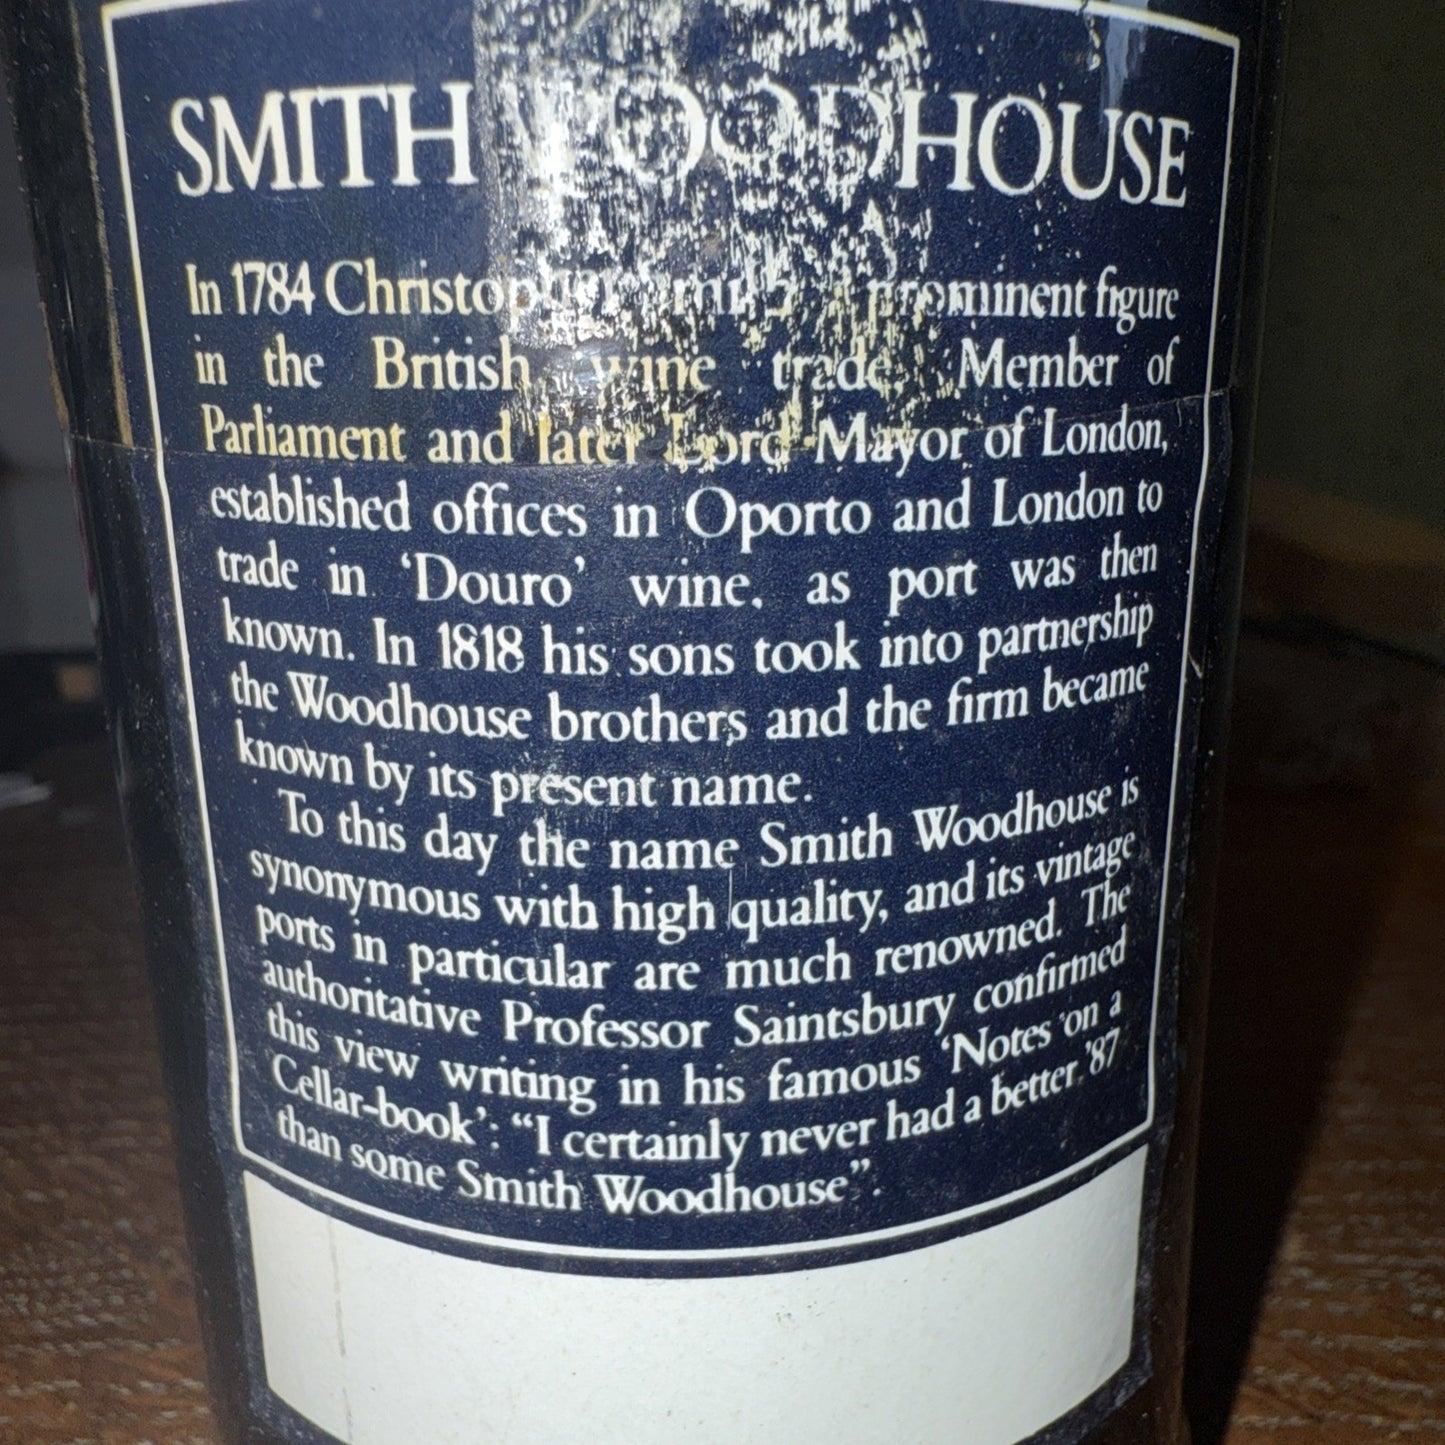 SMITH WOODHOUSE
In 1784 Christopher Smith, a prominent figure
in the British wine trade, Member of
Parliament and later Lord Mayor of London,
established offices in Oporto and London to
trade in ‘Douro’ wine, as port was then
known. In 1818 his sons took into partnership
the Woodhouse brothers and the firm became
known by its present name.
To this day the name Smith Woodhouse is
synonymous with high quality, and its vintage
ports in particular are much renowned. The
authoritative Professor Saintsbury confirmed
this view writing in his famous ‘Notes on a
Cellar-book’: “I certainly never had a better ’87
than some Smith Woodhouse”.